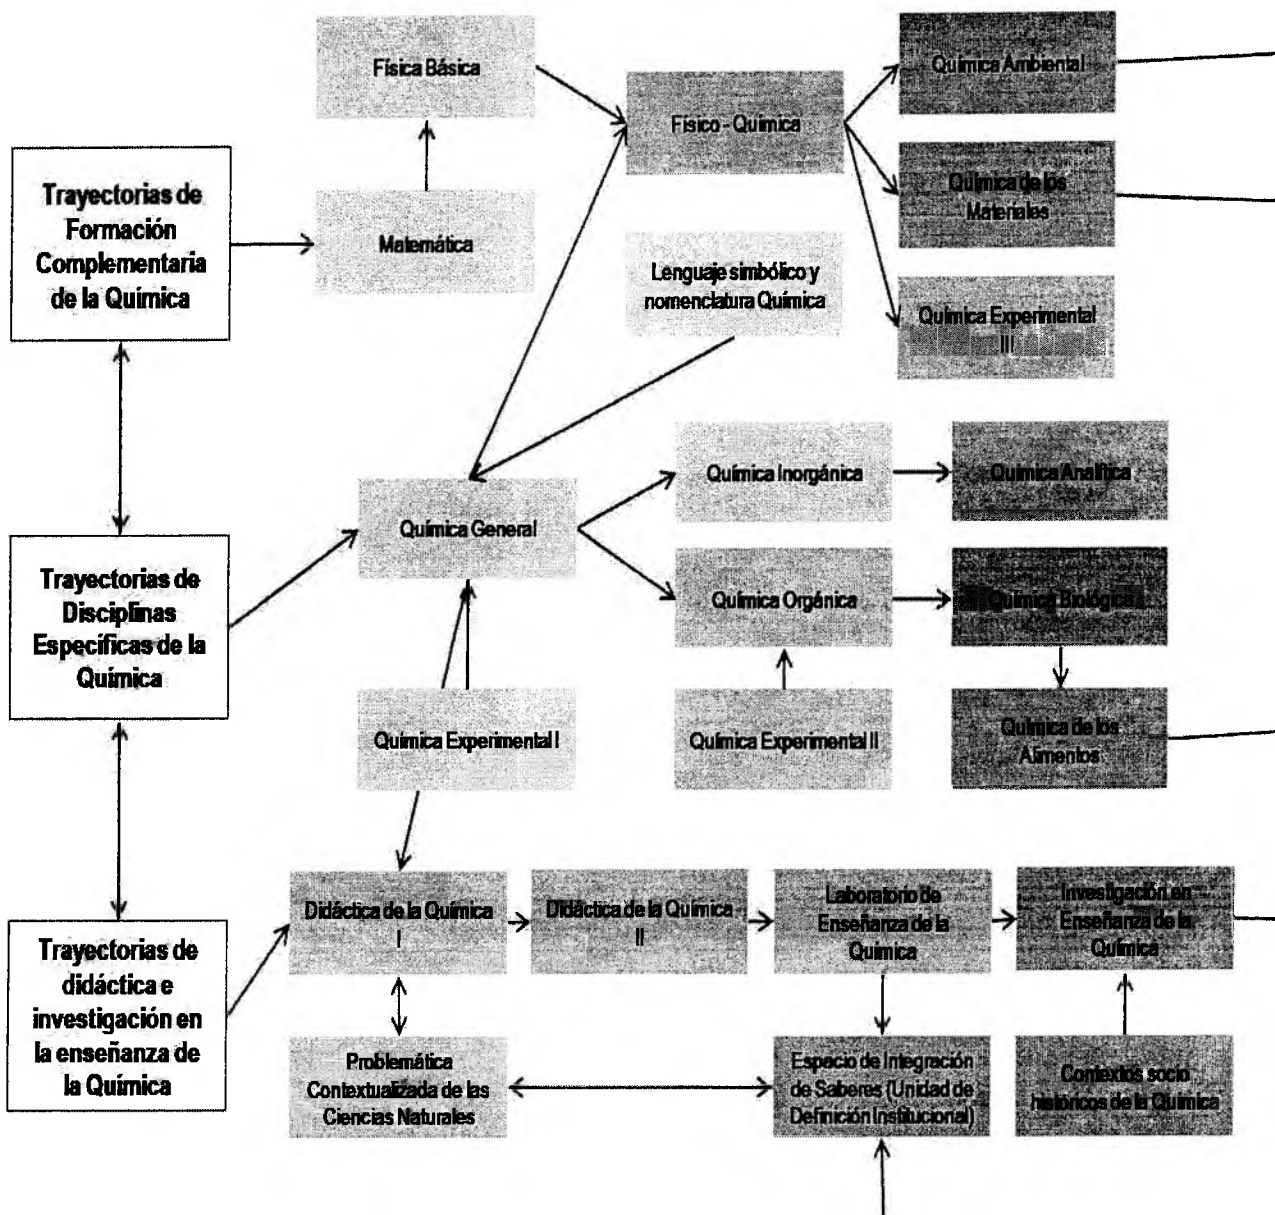 Física Básica
Físico - Química
Química Ambiental
Trayectorias de
Formación
Complementaria
de la Química
Matemática
Química de los
Materiales
Lenguaje simbólico y
nomenclatura Química
Química Experimental
III
Trayectorias de
Disciplinas
Específicas de la
Química
Química General
Química Inorgánica
Química Analítica
Química Orgánica
Química Biológica
Química Experimental I
Química Experimental II
Química de los
Alimentos
Trayectorias de
didáctica e
investigación en
la enseñanza de
la Química
Didáctica de la Química
I
Didáctica de la Química
II
Laboratorio de
Enseñanza de la
Química
Investigación en
Enseñanza de la
Química
Problemática
Contextualizada de las
Ciencias Naturales
Espacio de Integración
de Saberes (Unidad de
Definición Institucional)
Contextos socio
históricos de la Química